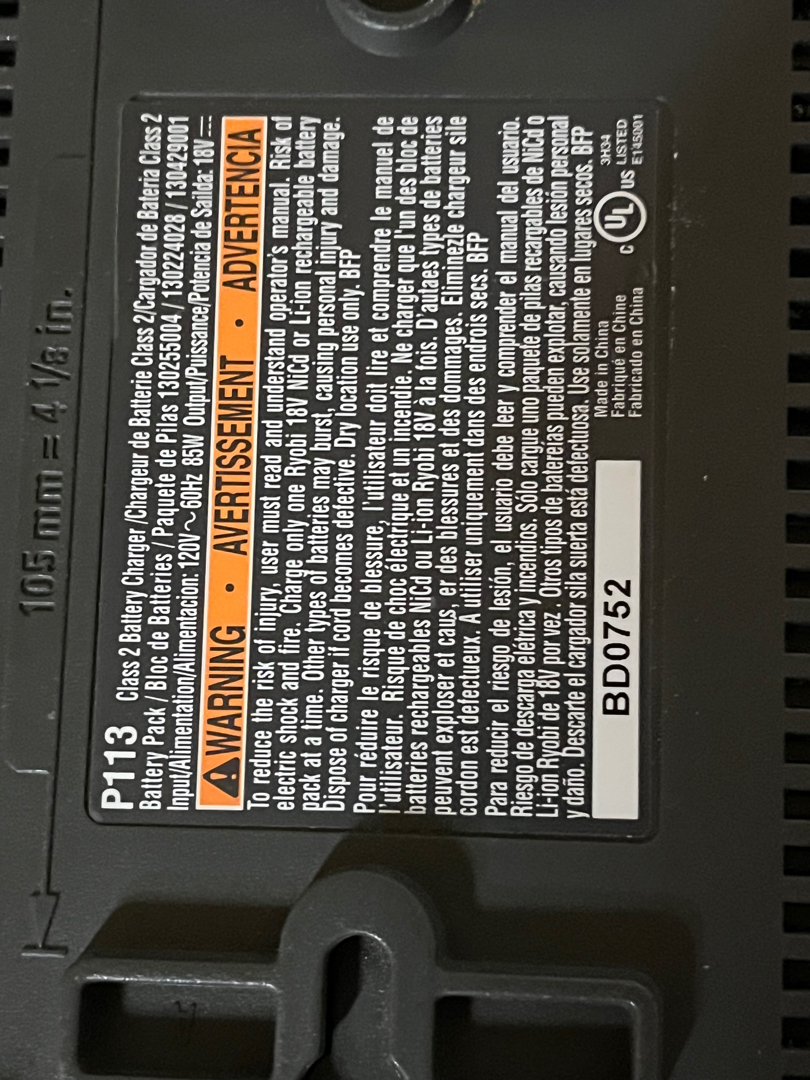 105 mm = 4 1/8 in.
P113 Class 2 Battery Charger /Chargeur de Batterie Class 2/Cargador de Bateria Class 2
Battery Pack / Bloc de Batteries / Paquete de Pilas 130255004 / 130224028 / 130429001
Input/Alimentation/Alimentacion: 120V ~ 60Hz 85W Output/Puissance/Potencia de Sailda: 18V ⎓
⚠WARNING • AVERTISSEMENT • ADVERTENCIA
To reduce the risk of injury, user must read and understand operator's manual. Risk of
electric shock and fire. Charge only one Ryobi 18V NiCd or Li-ion rechargeable battery
pack at a time. Other types of batteries may burst, causing personal injury and damage.
Dispose of charger if cord becomes defective. Dry location use only. BFP
Pour réduire le risque de blessure, l'utilisateur doit lire et comprendre le manuel de
l'utilisateur. Risque de choc électrique et un incendie. Ne charger que l'un des bloc de
batteries rechargeables NiCd ou Li-ion Ryobi 18V à la fois. D'autaes types de batteries
peuvent exploser et caus, er des blessures et des dommages. Eliminezle chargeur sile
cordon est défectueux. A utiliser uniquement dans des endrois secs. BFP
Para reducir el riesgo de lesión, el usuario debe leer y comprender el manual del usuario.
Riesgo de descarga elétrica y incendios. Sólo cargue uno paquete de pilas recargables de NiCd o
Li-ion Ryobi de 18V por vez. Otros tipos de bateretas pueden explotar, causando lesión personal
y daño. Descarte el cargador sila suerta está defectuosa. Use solamente en lugares secos. BFP
BD0752
Made in China
Fabriqué en Chine
Fabricado en China
C UL US
3H34
LISTED
E145001